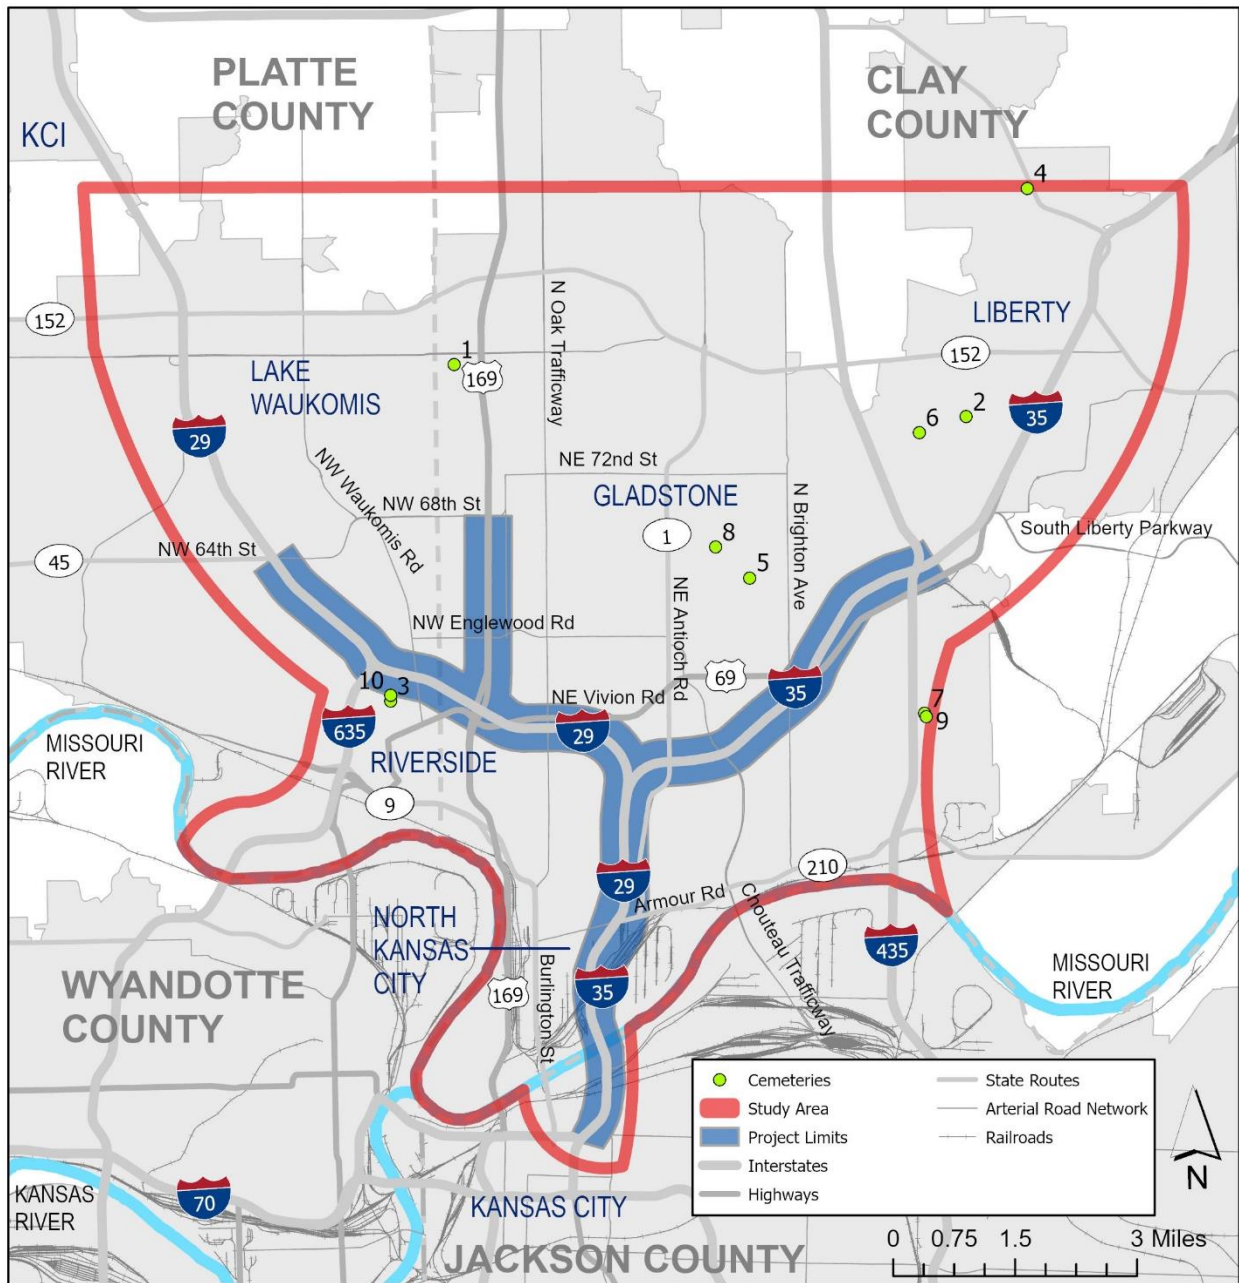 PLATTE
COUNTY
CLAY
COUNTY
KCI
4
152
LIBERTY
N Oak Trafficway
1
169
152
LAKE
WAUKOMIS
29
2
6
35
NE 72nd St
NW Waukomis Rd
GLADSTONE
N Brighton Ave
NW 68th St
South Liberty Parkway
NW 64th St
45
1
8
5
NW Englewood Rd
NE Antioch Rd
10
3
69
35
NE Vivion Rd
635
29
7
9
MISSOURI
RIVER
RIVERSIDE
9
210
29
Armour Rd
Chouteau Trafficway
NORTH
KANSAS
CITY
435
WYANDOTTE
COUNTY
169
Burlington St
35
MISSOURI
RIVER
Cemeteries
Study Area
Project Limits
Interstates
Highways
State Routes
Arterial Road Network
Railroads
N
KANSAS
RIVER
70
KANSAS CITY
JACKSON COUNTY
0 0.75 1.5 3 Miles